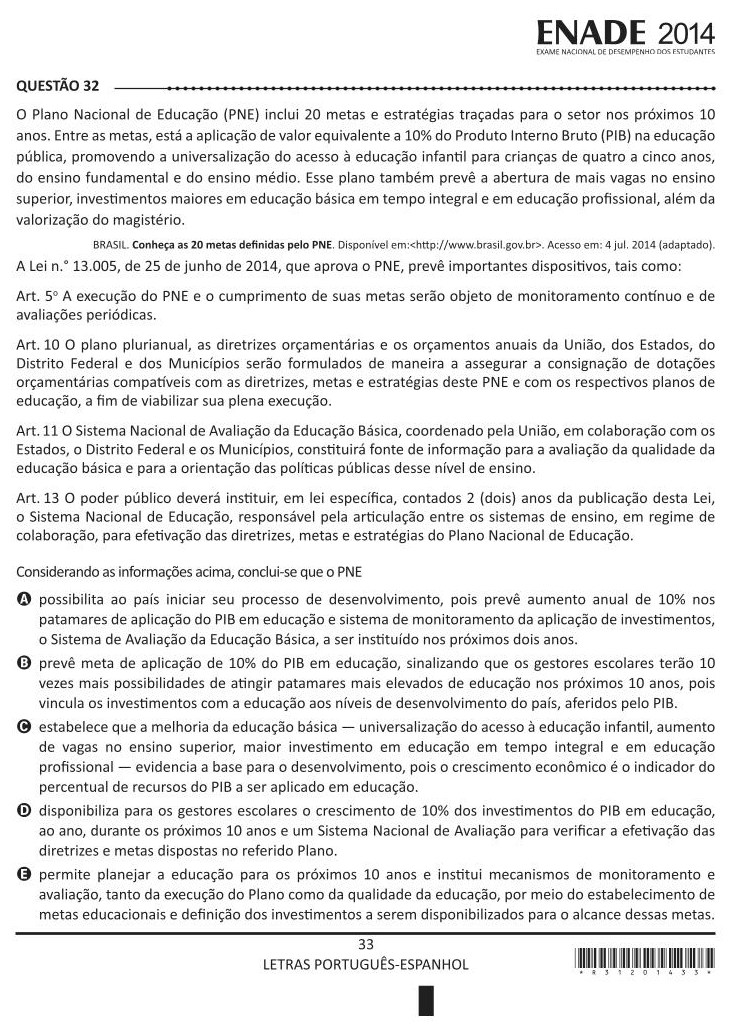 ENADE 2014
EXAME NACIONAL DE DESEMPENHO DOS ESTUDANTES
QUESTÃO 32
O Plano Nacional de Educação (PNE) inclui 20 metas e estratégias traçadas para o setor nos próximos 10
anos. Entre as metas, está a aplicação de valor equivalente a 10% do Produto Interno Bruto (PIB) na educação
pública, promovendo a universalização do acesso à educação infantil para crianças de quatro a cinco anos,
do ensino fundamental e do ensino médio. Esse plano também prevê a abertura de mais vagas no ensino
superior, investimentos maiores em educação básica em tempo integral e em educação profissional, além da
valorização do magistério.
BRASIL. Conheça as 20 metas definidas pelo PNE. Disponível em:<http://www.brasil.gov.br>. Acesso em: 4 jul. 2014 (adaptado).
A Lei n.° 13.005, de 25 de junho de 2014, que aprova o PNE, prevê importantes dispositivos, tais como:
Art. 5º A execução do PNE e o cumprimento de suas metas serão objeto de monitoramento contínuo e de
avaliações periódicas.
Art. 10 O plano plurianual, as diretrizes orçamentárias e os orçamentos anuais da União, dos Estados, do
Distrito Federal e dos Municípios serão formulados de maneira a assegurar a consignação de dotações
orçamentárias compatíveis com as diretrizes, metas e estratégias deste PNE e com os respectivos planos de
educação, a fim de viabilizar sua plena execução.
Art. 11 O Sistema Nacional de Avaliação da Educação Básica, coordenado pela União, em colaboração com os
Estados, o Distrito Federal e os Municípios, constituirá fonte de informação para a avaliação da qualidade da
educação básica e para a orientação das políticas públicas desse nível de ensino.
Art. 13 O poder público deverá instituir, em lei específica, contados 2 (dois) anos da publicação desta Lei,
o Sistema Nacional de Educação, responsável pela articulação entre os sistemas de ensino, em regime de
colaboração, para efetivação das diretrizes, metas e estratégias do Plano Nacional de Educação.
Considerando as informações acima, conclui-se que o PNE
A possibilita ao país iniciar seu processo de desenvolvimento, pois prevê aumento anual de 10% nos
patamares de aplicação do PIB em educação e sistema de monitoramento da aplicação de investimentos,
o Sistema de Avaliação da Educação Básica, a ser instituído nos próximos dois anos.
B prevê meta de aplicação de 10% do PIB em educação, sinalizando que os gestores escolares terão 10
vezes mais possibilidades de atingir patamares mais elevados de educação nos próximos 10 anos, pois
vincula os investimentos com a educação aos níveis de desenvolvimento do país, aferidos pelo PIB.
C estabelece que a melhoria da educação básica — universalização do acesso à educação infantil, aumento
de vagas no ensino superior, maior investimento em educação em tempo integral e em educação
profissional — evidencia a base para o desenvolvimento, pois o crescimento econômico é o indicador do
percentual de recursos do PIB a ser aplicado em educação.
D disponibiliza para os gestores escolares o crescimento de 10% dos investimentos do PIB em educação,
ao ano, durante os próximos 10 anos e um Sistema Nacional de Avaliação para verificar a efetivação das
diretrizes e metas dispostas no referido Plano.
E permite planejar a educação para os próximos 10 anos e institui mecanismos de monitoramento e
avaliação, tanto da execução do Plano como da qualidade da educação, por meio do estabelecimento de
metas educacionais e definição dos investimentos a serem disponibilizados para o alcance dessas metas.
33
LETRAS PORTUGUÊS-ESPANHOL
*R31201433*